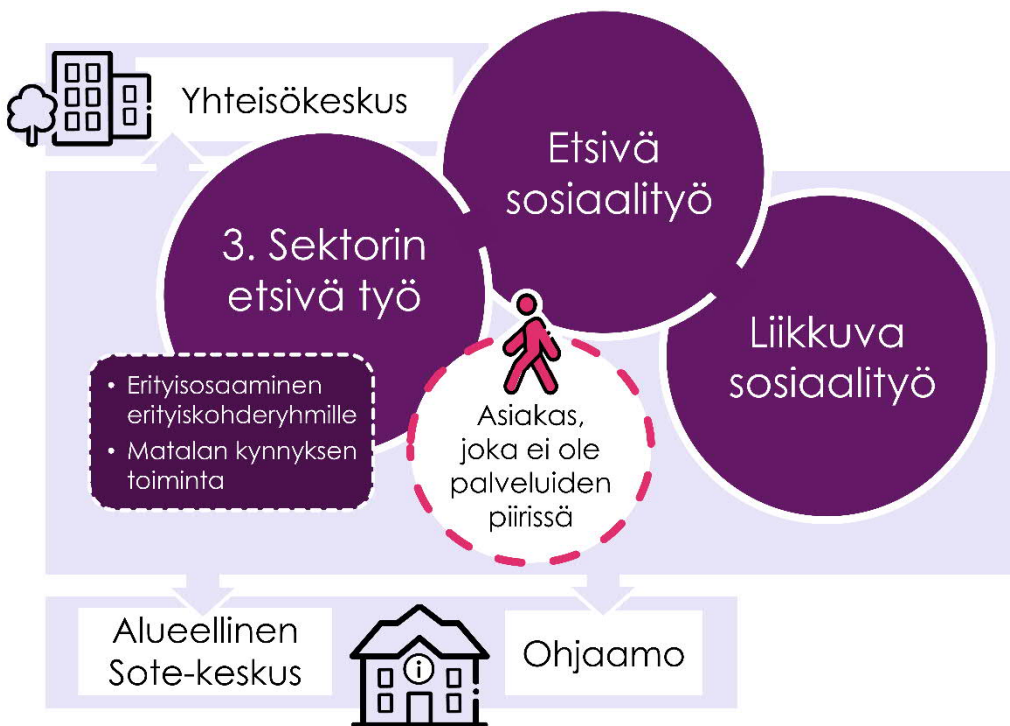 Yhteisökeskus
Etsivä
sosiaalityö
3. Sektorin
etsivä työ
Liikkuva
sosiaalityö
• Erityisosaaminen
erityiskohderyhmille
• Matalan kynnyksen
toiminta
Asiakas,
joka ei ole
palveluiden
piirissä
Alueellinen
Sote-keskus
i
Ohjaamo